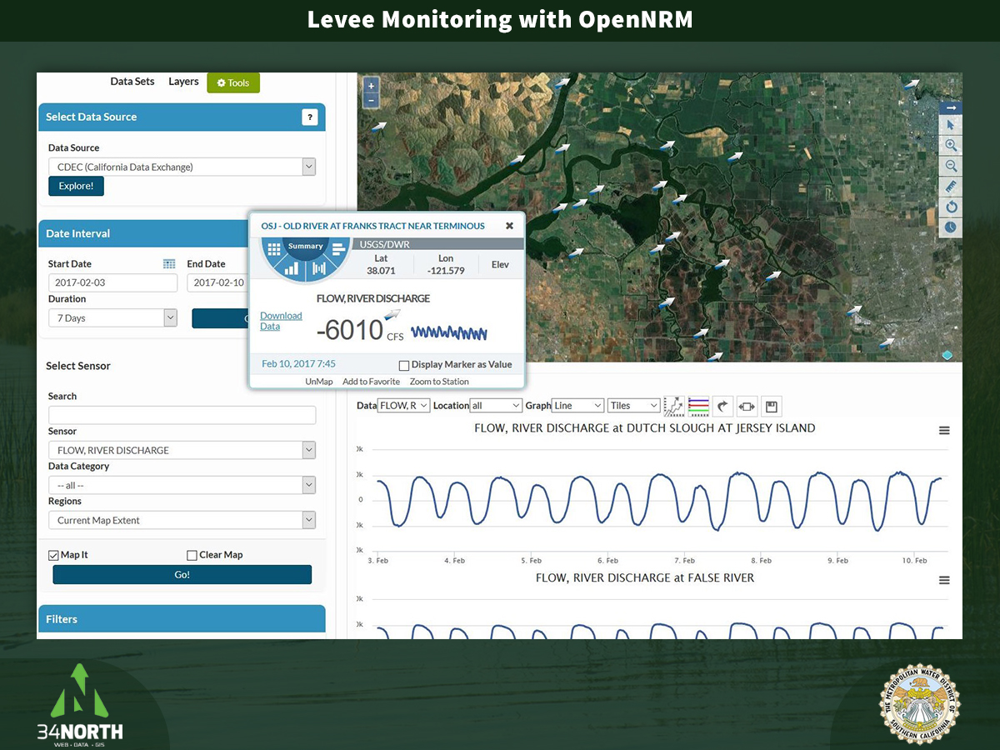 Levee Monitoring with OpenNRM
Data Sets Layers Tools
Select Data Source ?
Data Source
CDEC (California Data Exchange)
Explore!
Date Interval
Start Date End Date
2017-02-03 2017-02-10
Duration
7 Days
Select Sensor
Search
Sensor
FLOW, RIVER DISCHARGE
Data Category
-- all --
Regions
Current Map Extent
Map It Clear Map
Go!
Filters
OSJ - OLD RIVER AT FRANKS TRACT NEAR TERMINOUS
Summary
USGS/DWR
Lat Lon Elev
38.071 -121.579
FLOW, RIVER DISCHARGE
Download
Data
-6010 CFS
Feb 10, 2017 7:45 Display Marker as Value
UnMap Add to Favorite Zoom to Station
Data FLOW, R Location all Graph Line Tiles
FLOW, RIVER DISCHARGE at DUTCH SLOUGH AT JERSEY ISLAND
0k
0k
0
0k
0k
3. Feb 4. Feb 5. Feb 6. Feb 7. Feb 8. Feb 9. Feb 10. Feb
FLOW, RIVER DISCHARGE at FALSE RIVER
0k
0k
34NORTH
WEB • DATA • GIS
THE METROPOLITAN WATER DISTRICT OF
SOUTHERN CALIFORNIA